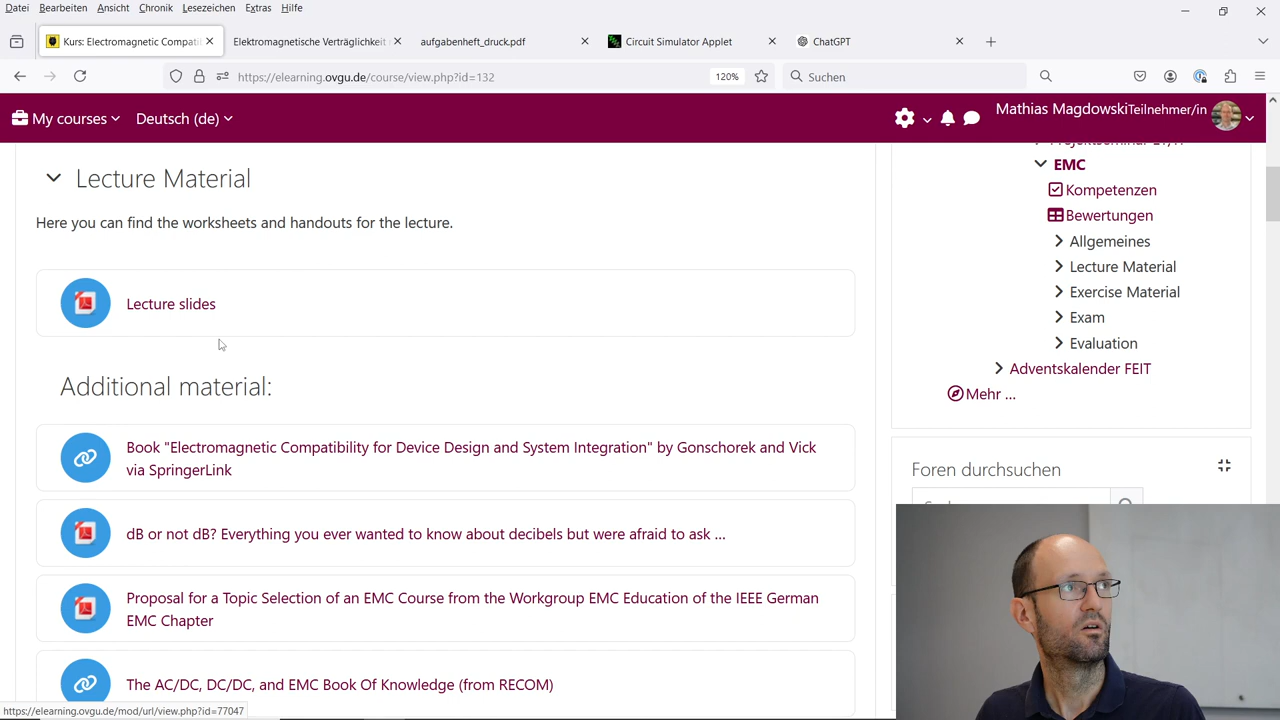 Datei Bearbeiten Ansicht Chronik Lesezeichen Extras Hilfe
Kurs: Electromagnetic Compatibil
Elektromagnetische Verträglichkeit
aufgabenheft_druck.pdf
Circuit Simulator Applet
ChatGPT
https://elearning.ovgu.de/course/view.php?id=132
120%
Suchen
My courses
Deutsch (de)
Mathias Magdowski Teilnehmer/in
Lecture Material
Here you can find the worksheets and handouts for the lecture.
Lecture slides
Additional material:
Book "Electromagnetic Compatibility for Device Design and System Integration" by Gonschorek and Vick
via SpringerLink
dB or not dB? Everything you ever wanted to know about decibels but were afraid to ask ...
Proposal for a Topic Selection of an EMC Course from the Workgroup EMC Education of the IEEE German
EMC Chapter
The AC/DC, DC/DC, and EMC Book Of Knowledge (from RECOM)
EMC
Kompetenzen
Bewertungen
Allgemeines
Lecture Material
Exercise Material
Exam
Evaluation
Adventskalender FEIT
Mehr ...
Foren durchsuchen
https://elearning.ovgu.de/mod/url/view.php?id=77047